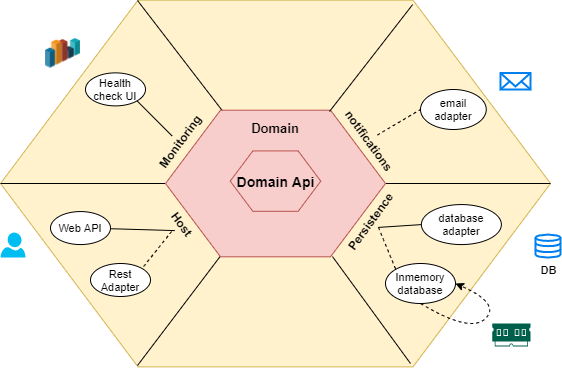 Health
check UI
Monitoring
Domain
Domain Api
notifications
email
adapter
Web API
Host
Rest
Adapter
Persistence
database
adapter
Inmemory
database
DB